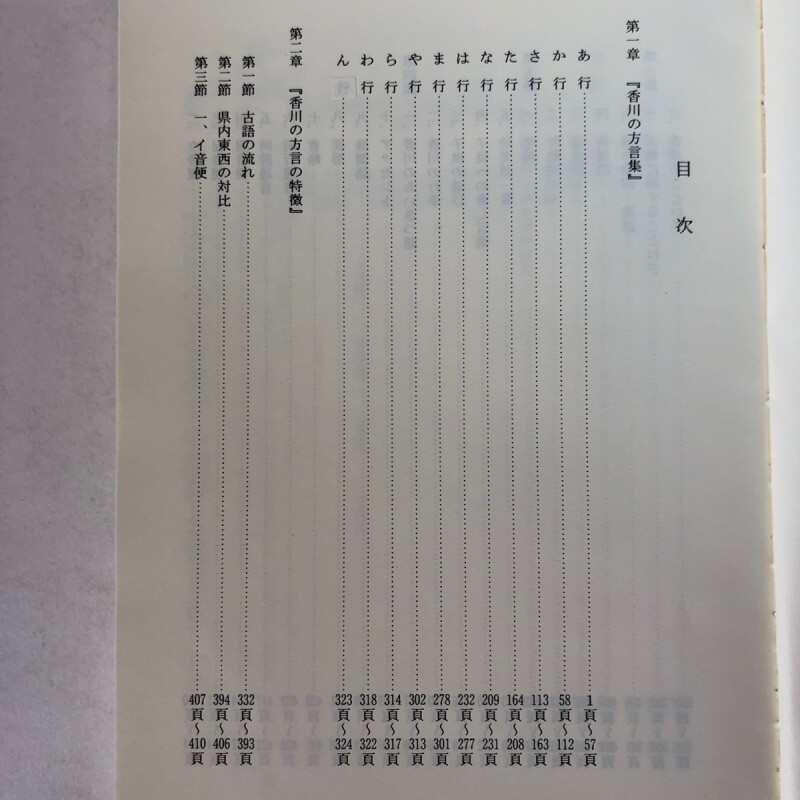 目次
第一章　『香川の方言集』
あ行……1頁〜57頁
か行……58頁〜112頁
さ行……113頁〜163頁
た行……164頁〜208頁
な行……209頁〜231頁
は行……232頁〜277頁
ま行……278頁〜301頁
や行……302頁〜313頁
ら行……314頁〜317頁
わ行……318頁〜322頁
ん行……323頁〜324頁
第二章　『香川の方言の特徴』
第一節　古語の流れ……332頁〜393頁
第二節　県内東西の対比……394頁〜406頁
第三節　一、イ音便……407頁〜410頁